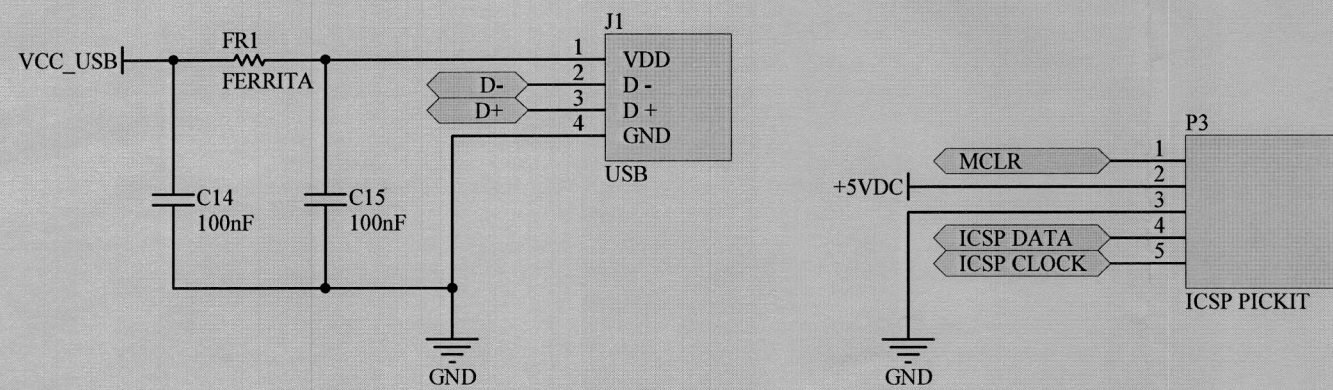 J1
VCC_USB
FR1
FERRITA
1 VDD
D- 2 D -
D+ 3 D +
4 GND
USB
C14
100nF
C15
100nF
GND
P3
MCLR 1
+5VDC 2
3
ICSP DATA 4
ICSP CLOCK 5
ICSP PICKIT
GND